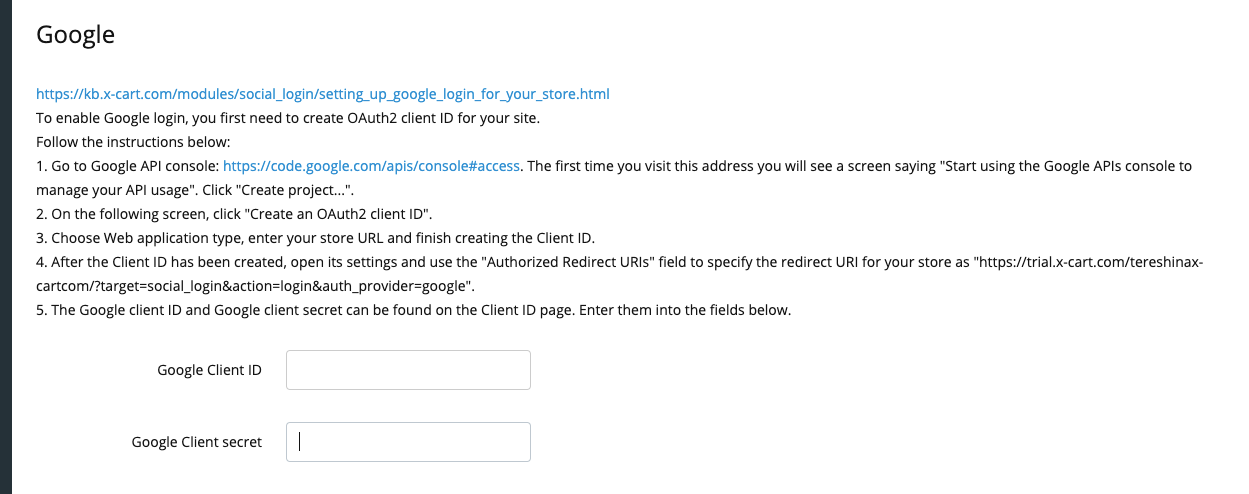 Google
https://kb.x-cart.com/modules/social_login/setting_up_google_login_for_your_store.html
To enable Google login, you first need to create OAuth2 client ID for your site.
Follow the instructions below:
1. Go to Google API console: https://code.google.com/apis/console#access. The first time you visit this address you will see a screen saying "Start using the Google APIs console to
manage your API usage". Click "Create project...".
2. On the following screen, click "Create an OAuth2 client ID".
3. Choose Web application type, enter your store URL and finish creating the Client ID.
4. After the Client ID has been created, open its settings and use the "Authorized Redirect URIs" field to specify the redirect URI for your store as "https://trial.x-cart.com/tereshinax-
cartcom/?target=social_login&action=login&auth_provider=google".
5. The Google client ID and Google client secret can be found on the Client ID page. Enter them into the fields below.
Google Client ID
Google Client secret